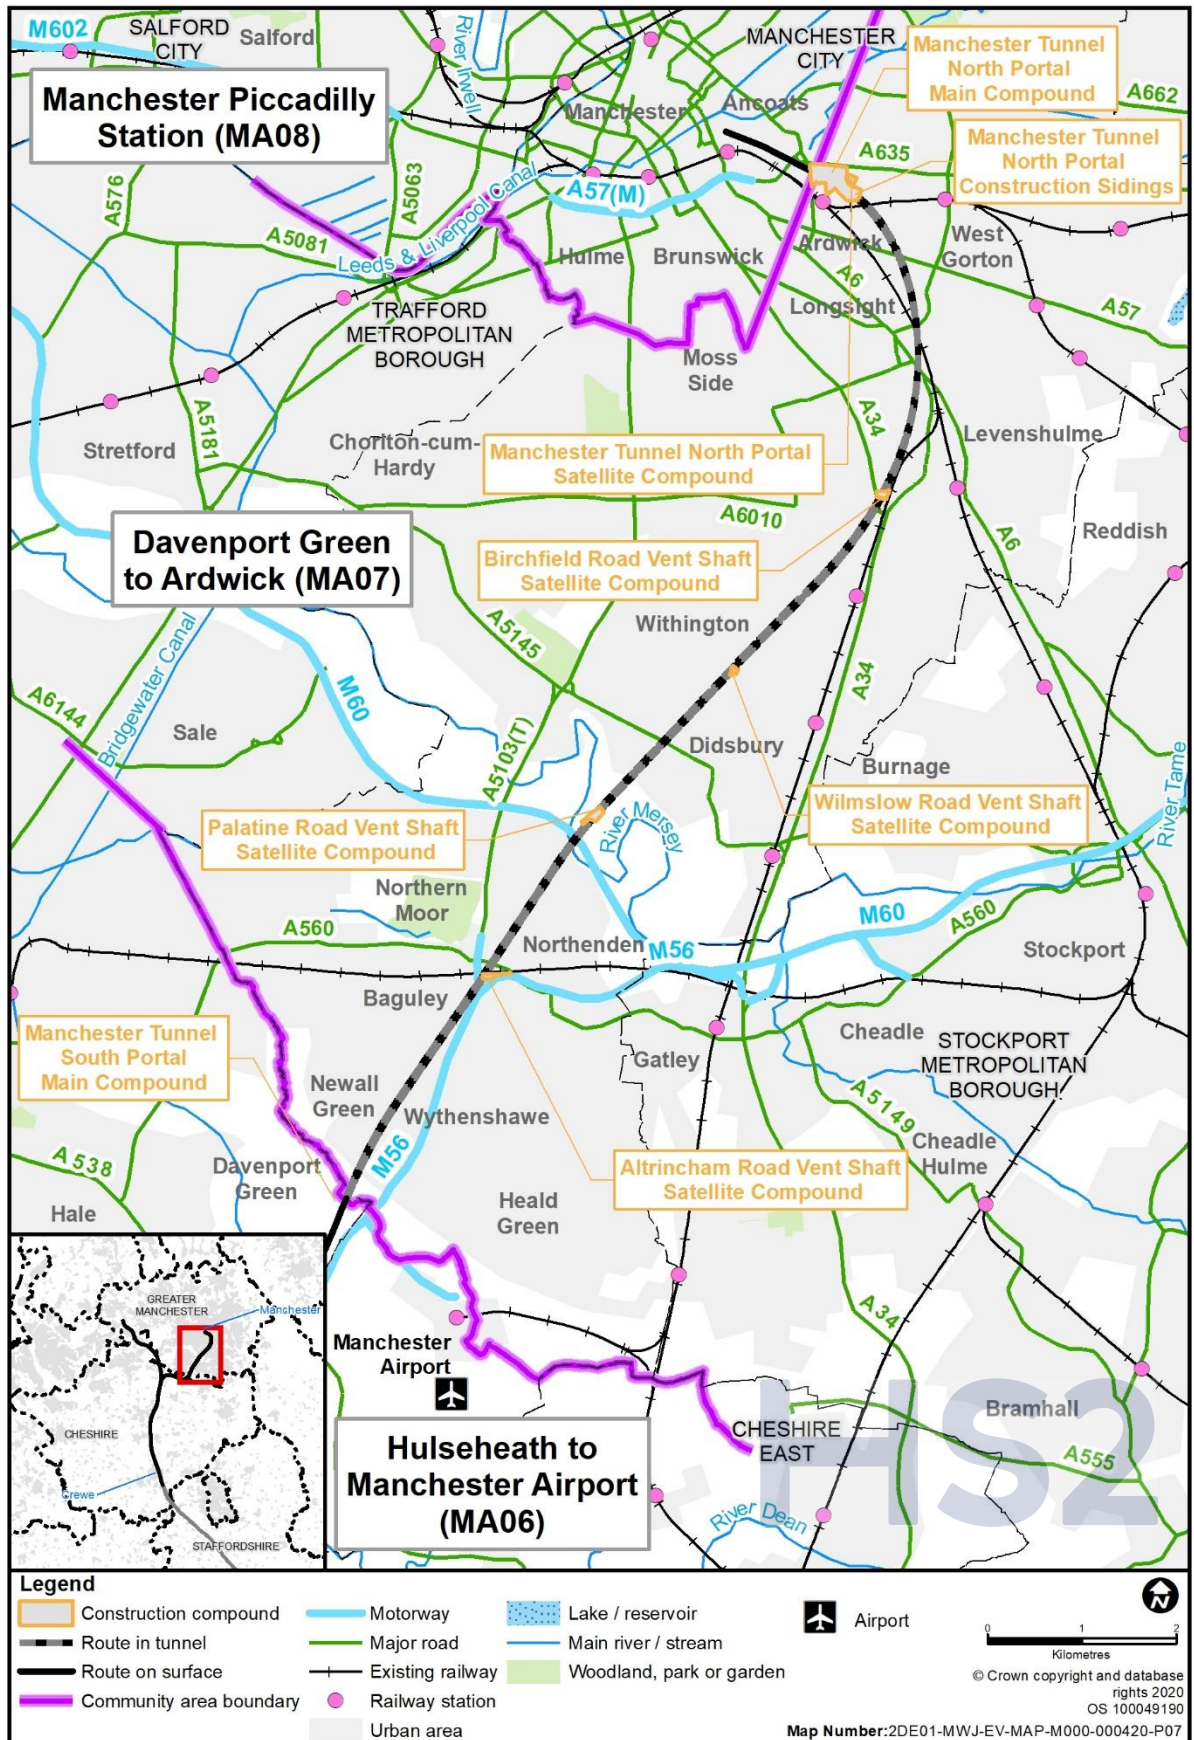 M602
SALFORD
CITY
Salford
River Irwell
MANCHESTER
CITY
Manchester Tunnel
North Portal
Main Compound
A662
Manchester Piccadilly
Station (MA08)
Manchester
Ancoats
Manchester Tunnel
North Portal
Construction Sidings
A635
A576
A5063
A57(M)
Leeds & Liverpool Canal
A5081
Hulme
Brunswick
Ardwick
West
Gorton
A6
Longsight
A57
TRAFFORD
METROPOLITAN
BOROUGH
Moss
Side
A5181
Stretford
Chorlton-cum-
Hardy
A34
Levenshulme
Manchester Tunnel North Portal
Satellite Compound
A6010
A6
Reddish
Davenport Green
to Ardwick (MA07)
Birchfield Road Vent Shaft
Satellite Compound
Withington
A5145
Bridgewater Canal
A6144
M60
Sale
A34
A5103(T)
Didsbury
Burnage
River Tame
Wilmslow Road Vent Shaft
Satellite Compound
Palatine Road Vent Shaft
Satellite Compound
River Mersey
Northern
Moor
A560
M60
A560
Northenden
M56
Stockport
Baguley
Manchester Tunnel
South Portal
Main Compound
Cheadle
STOCKPORT
METROPOLITAN
BOROUGH
Gatley
Newall
Green
Wythenshawe
A5149
M56
Cheadle
Hulme
A538
Davenport
Green
Altrincham Road Vent Shaft
Satellite Compound
Hale
Heald
Green
GREATER
MANCHESTER
Manchester
A34
Manchester
Airport
CHESHIRE
Crewe
STAFFORDSHIRE
Hulseheath to
Manchester Airport
(MA06)
CHESHIRE
EAST
Bramhall
HS2
A555
River Dean
Legend
Construction compound
Route in tunnel
Route on surface
Community area boundary
Motorway
Major road
Existing railway
Railway station
Urban area
Lake / reservoir
Main river / stream
Woodland, park or garden
Airport
N
0 1 2
Kilometres
© Crown copyright and database
rights 2020
OS 100049190
Map Number:2DE01-MWJ-EV-MAP-M000-000420-P07